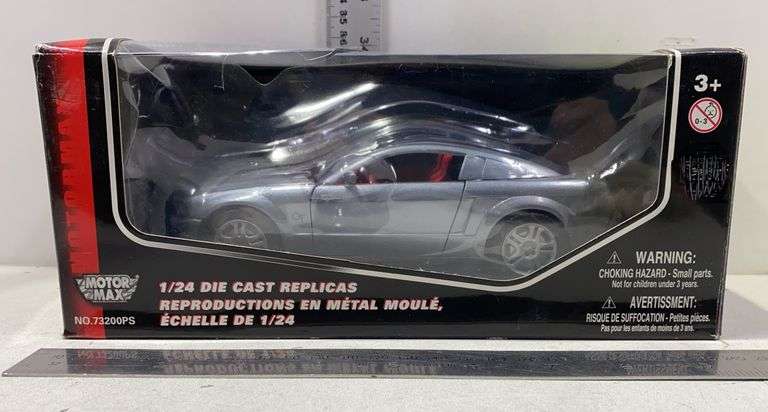 3+
0-3
MOTOR
MAX
NO.73200PS
1/24 DIE CAST REPLICAS
REPRODUCTIONS EN MÉTAL MOULÉ,
ÉCHELLE DE 1/24
WARNING:
CHOKING HAZARD - Small parts.
Not for children under 3 years.
AVERTISSEMENT:
RISQUE DE SUFFOCATION - Petites pièces.
Pas pour les enfants de moins de 3 ans.